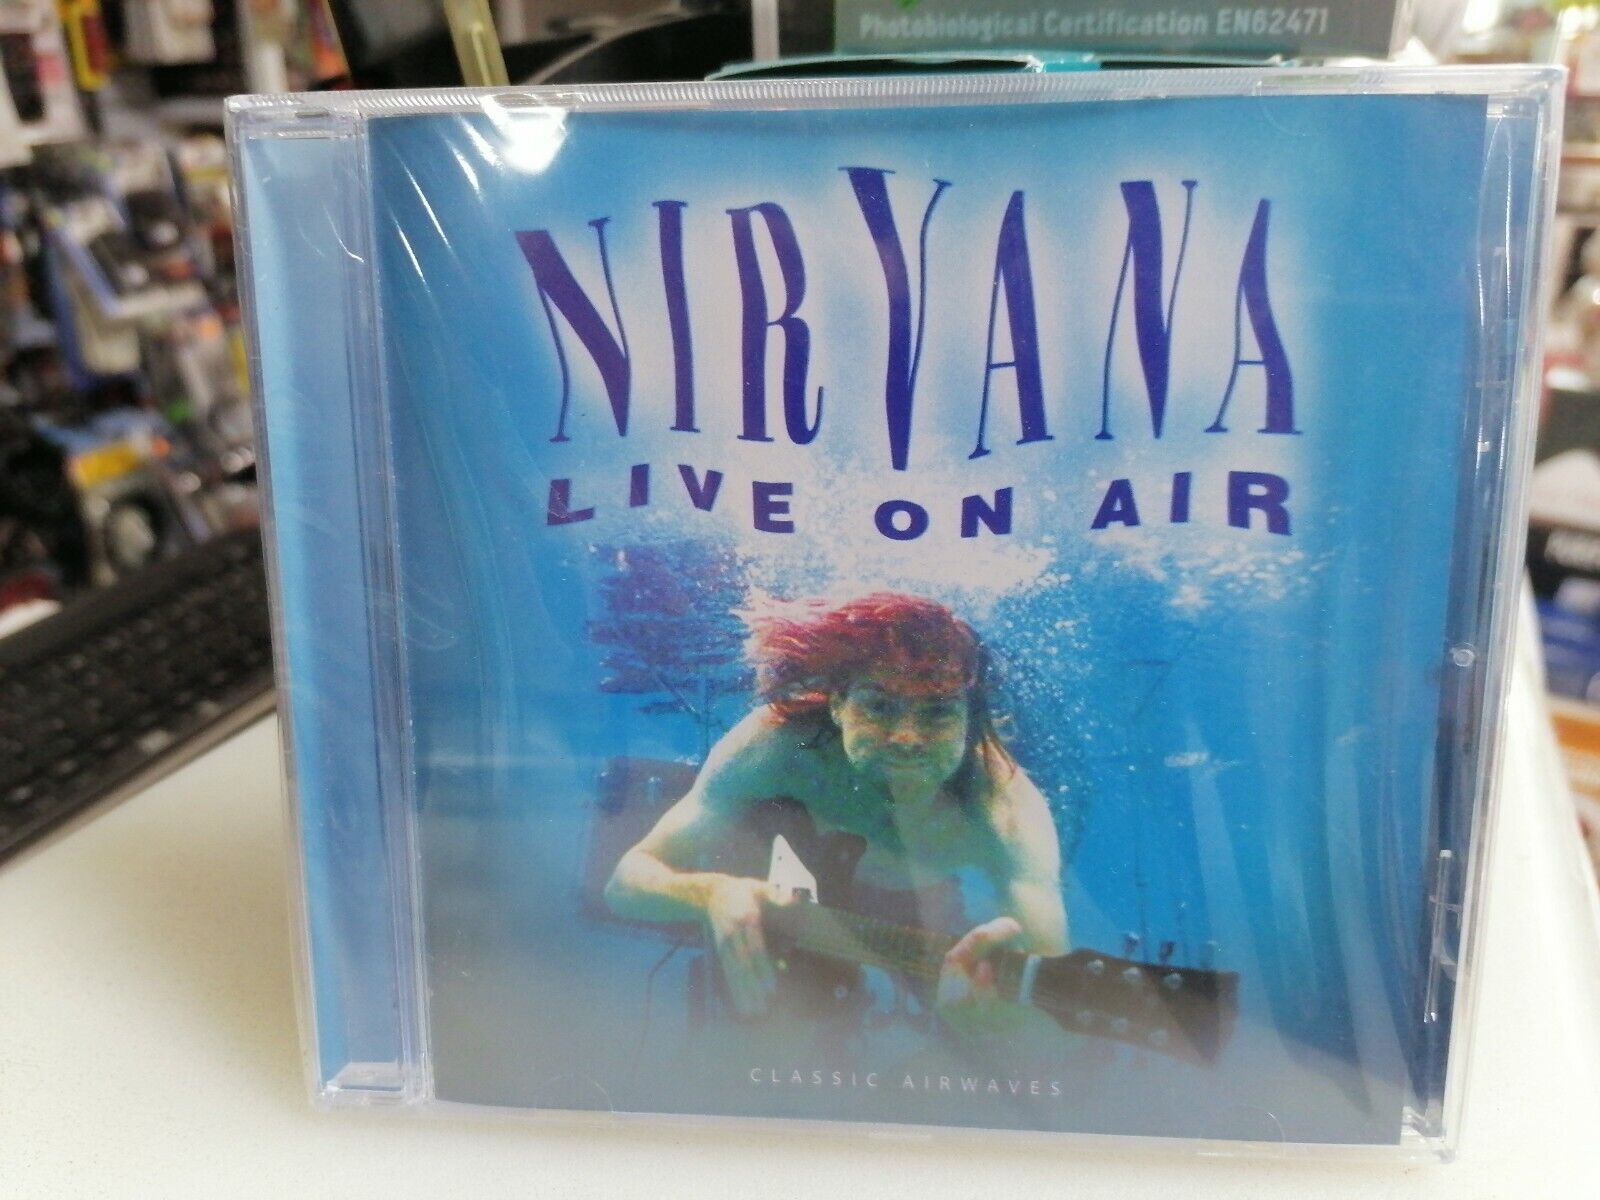 Photobiological Certification EN62471
NIRVANA
LIVE ON AIR
CLASSIC AIRWAVES